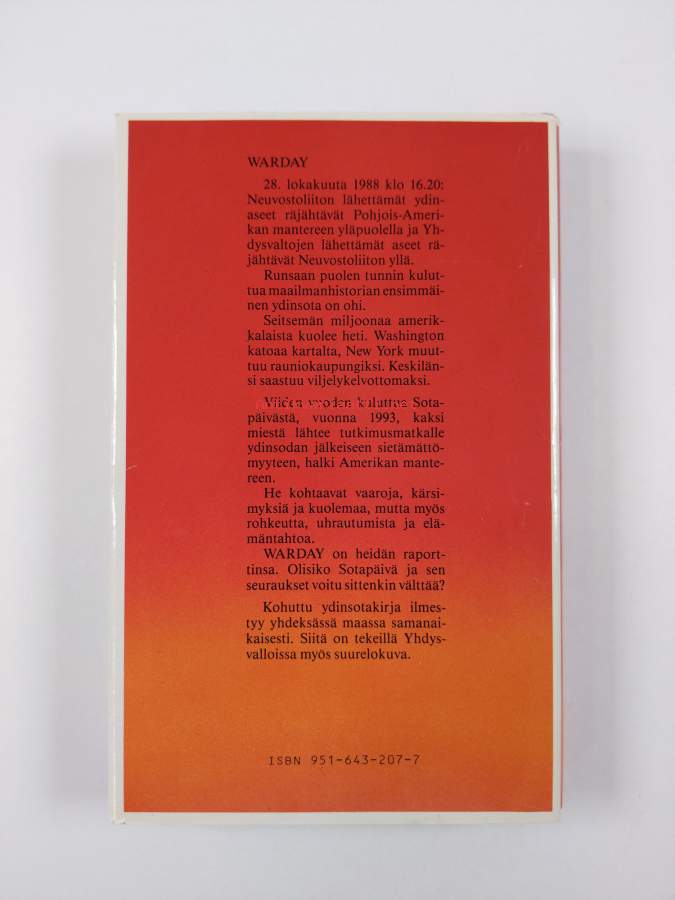 WARDAY
28. lokakuuta 1988 klo 16.20:
Neuvostoliiton lähettämät ydin-
aseet räjähtävät Pohjois-Ameri-
kan mantereen yläpuolella ja Yh-
dysvaltojen lähettämät aseet rä-
jähtävät Neuvostoliiton yllä.
Runsaan puolen tunnin kulut-
tua maailmanhistorian ensimmäi-
nen ydinsota on ohi.
Seitsemän miljoonaa amerik-
kalaista kuolee heti. Washington
katoaa kartalta, New York muut-
tuu rauniokaupungiksi. Keskilän-
si saastuu viljelykelvottomaksi.
Viiden vuoden kuluttua Sota-
päivästä, vuonna 1993, kaksi
miestä lähtee tutkimusmatkalle
ydinsodan jälkeiseen sietämättö-
myyteen, halki Amerikan mante-
reen.
He kohtaavat vaaroja, kärsi-
myksiä ja kuolemaa, mutta myös
rohkeutta, uhrautumista ja elä-
mäntahtoa.
WARDAY on heidän raport-
tinsa. Olisiko Sotapäivä ja sen
seuraukset voitu sittenkin välttää?
Kohuttu ydinsotakirja ilmes-
tyy yhdeksässä maassa samanai-
kaisesti. Siitä on tekeillä Yhdys-
valloissa myös suurelokuva.
ISBN 951-643-207-7